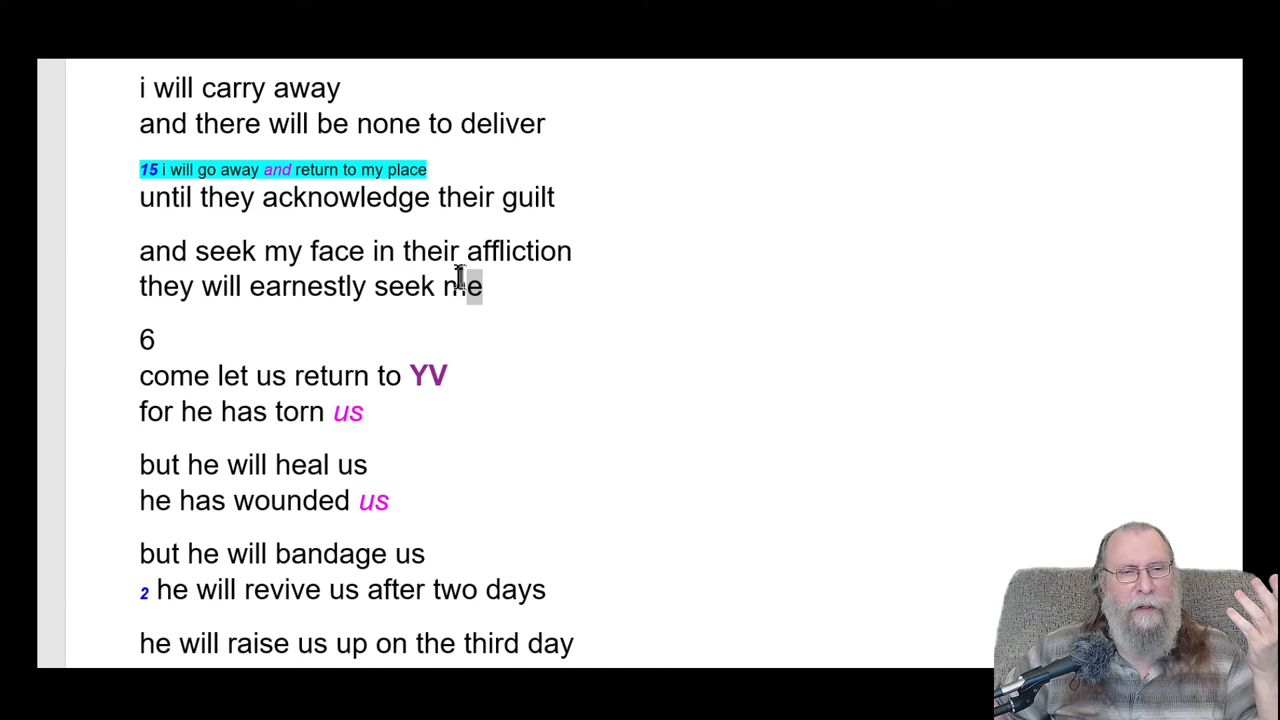 i will carry away
and there will be none to deliver
15 i will go away and return to my place
until they acknowledge their guilt
and seek my face in their affliction
they will earnestly seek me
6
come let us return to YV
for he has torn us
but he will heal us
he has wounded us
but he will bandage us
2 he will revive us after two days
he will raise us up on the third day